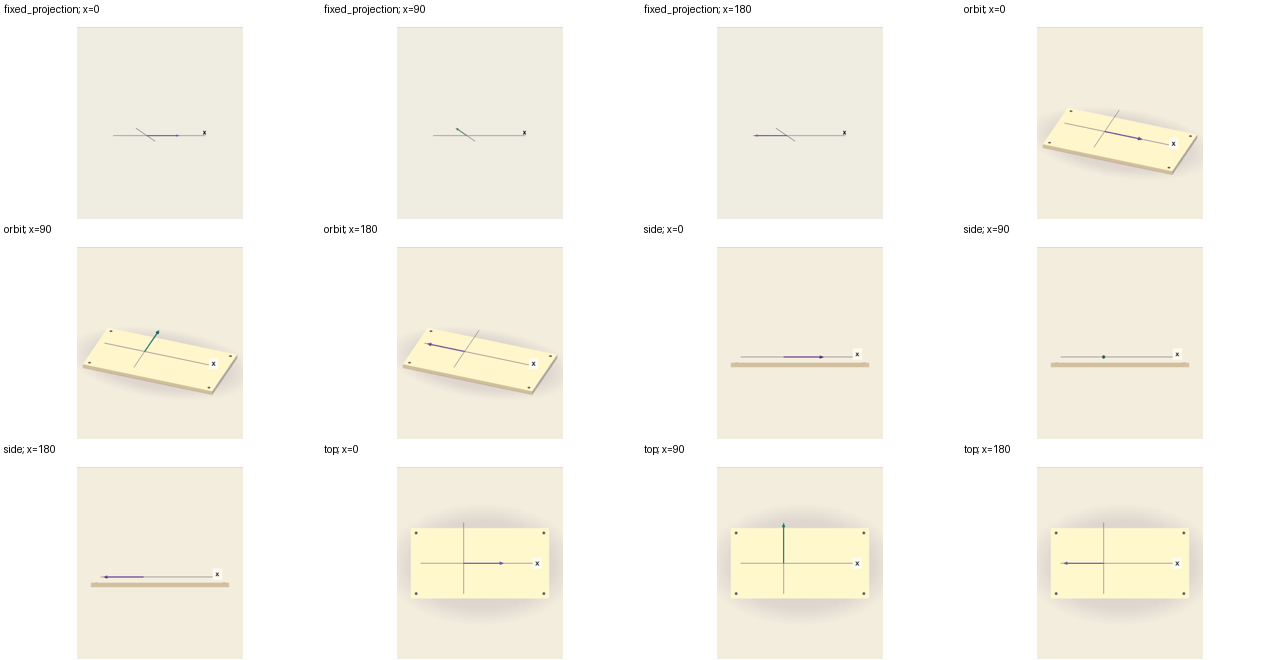 fixed_projection; x=0
fixed_projection; x=90
fixed_projection; x=180
orbit; x=0
x
x
x
x
orbit; x=90
orbit; x=180
side; x=0
side; x=90
x
x
x
x
side; x=180
top; x=0
top; x=90
top; x=180
x
x
x
x